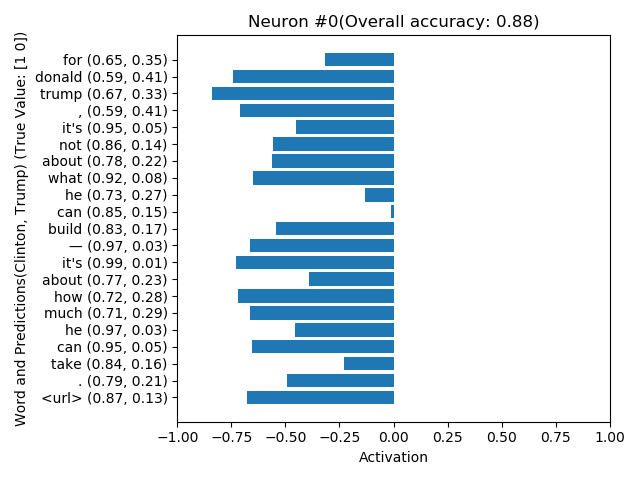 Neuron #0(Overall accuracy: 0.88)
Word and Predictions(Clinton, Trump) (True Value: [1 0])
for (0.65, 0.35)
donald (0.59, 0.41)
trump (0.67, 0.33)
, (0.59, 0.41)
it's (0.95, 0.05)
not (0.86, 0.14)
about (0.78, 0.22)
what (0.92, 0.08)
he (0.73, 0.27)
can (0.85, 0.15)
build (0.83, 0.17)
— (0.97, 0.03)
it's (0.99, 0.01)
about (0.77, 0.23)
how (0.72, 0.28)
much (0.71, 0.29)
he (0.97, 0.03)
can (0.95, 0.05)
take (0.84, 0.16)
. (0.79, 0.21)
<url> (0.87, 0.13)
−1.00 −0.75 −0.50 −0.25 0.00 0.25 0.50 0.75 1.00
Activation